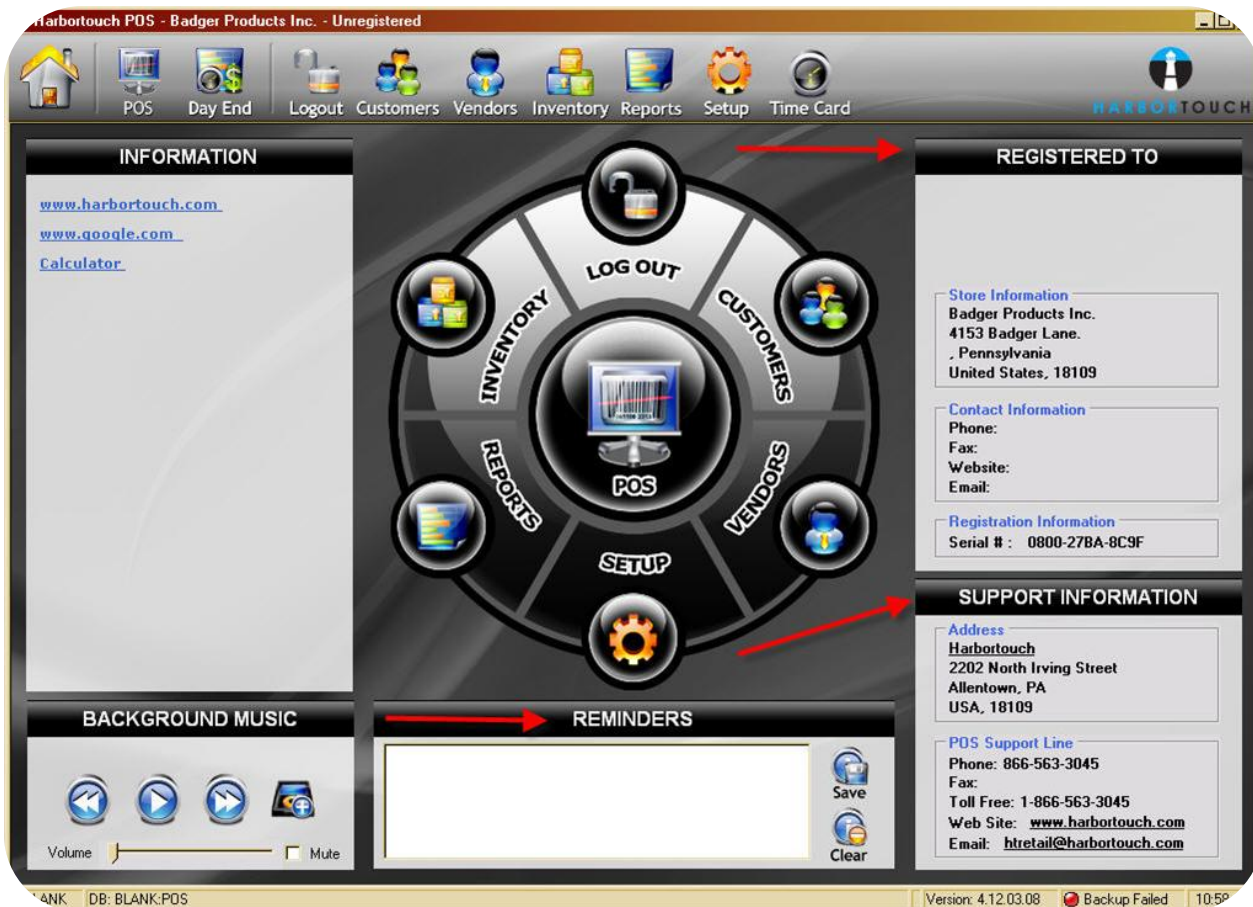 Harbortouch POS - Badger Products Inc. - Unregistered
POS
Day End
Logout
Customers
Vendors
Inventory
Reports
Setup
Time Card
HARBORTOUCH
INFORMATION
www.harbortouch.com
www.google.com
Calculator
LOG OUT
CUSTOMERS
VENDORS
SETUP
REPORTS
INVENTORY
POS
REGISTERED TO
Store Information
Badger Products Inc.
4153 Badger Lane.
, Pennsylvania
United States, 18109
Contact Information
Phone:
Fax:
Website:
Email:
Registration Information
Serial # : 0800-27BA-8C9F
SUPPORT INFORMATION
Address
Harbortouch
2202 North Irving Street
Allentown, PA
USA, 18109
POS Support Line
Phone: 866-563-3045
Fax:
Toll Free: 1-866-563-3045
Web Site: www.harbortouch.com
Email: htretail@harbortouch.com
BACKGROUND MUSIC
Volume
Mute
REMINDERS
Save
Clear
DB: BLANK:POS
Version: 4.12.03.08
Backup Failed